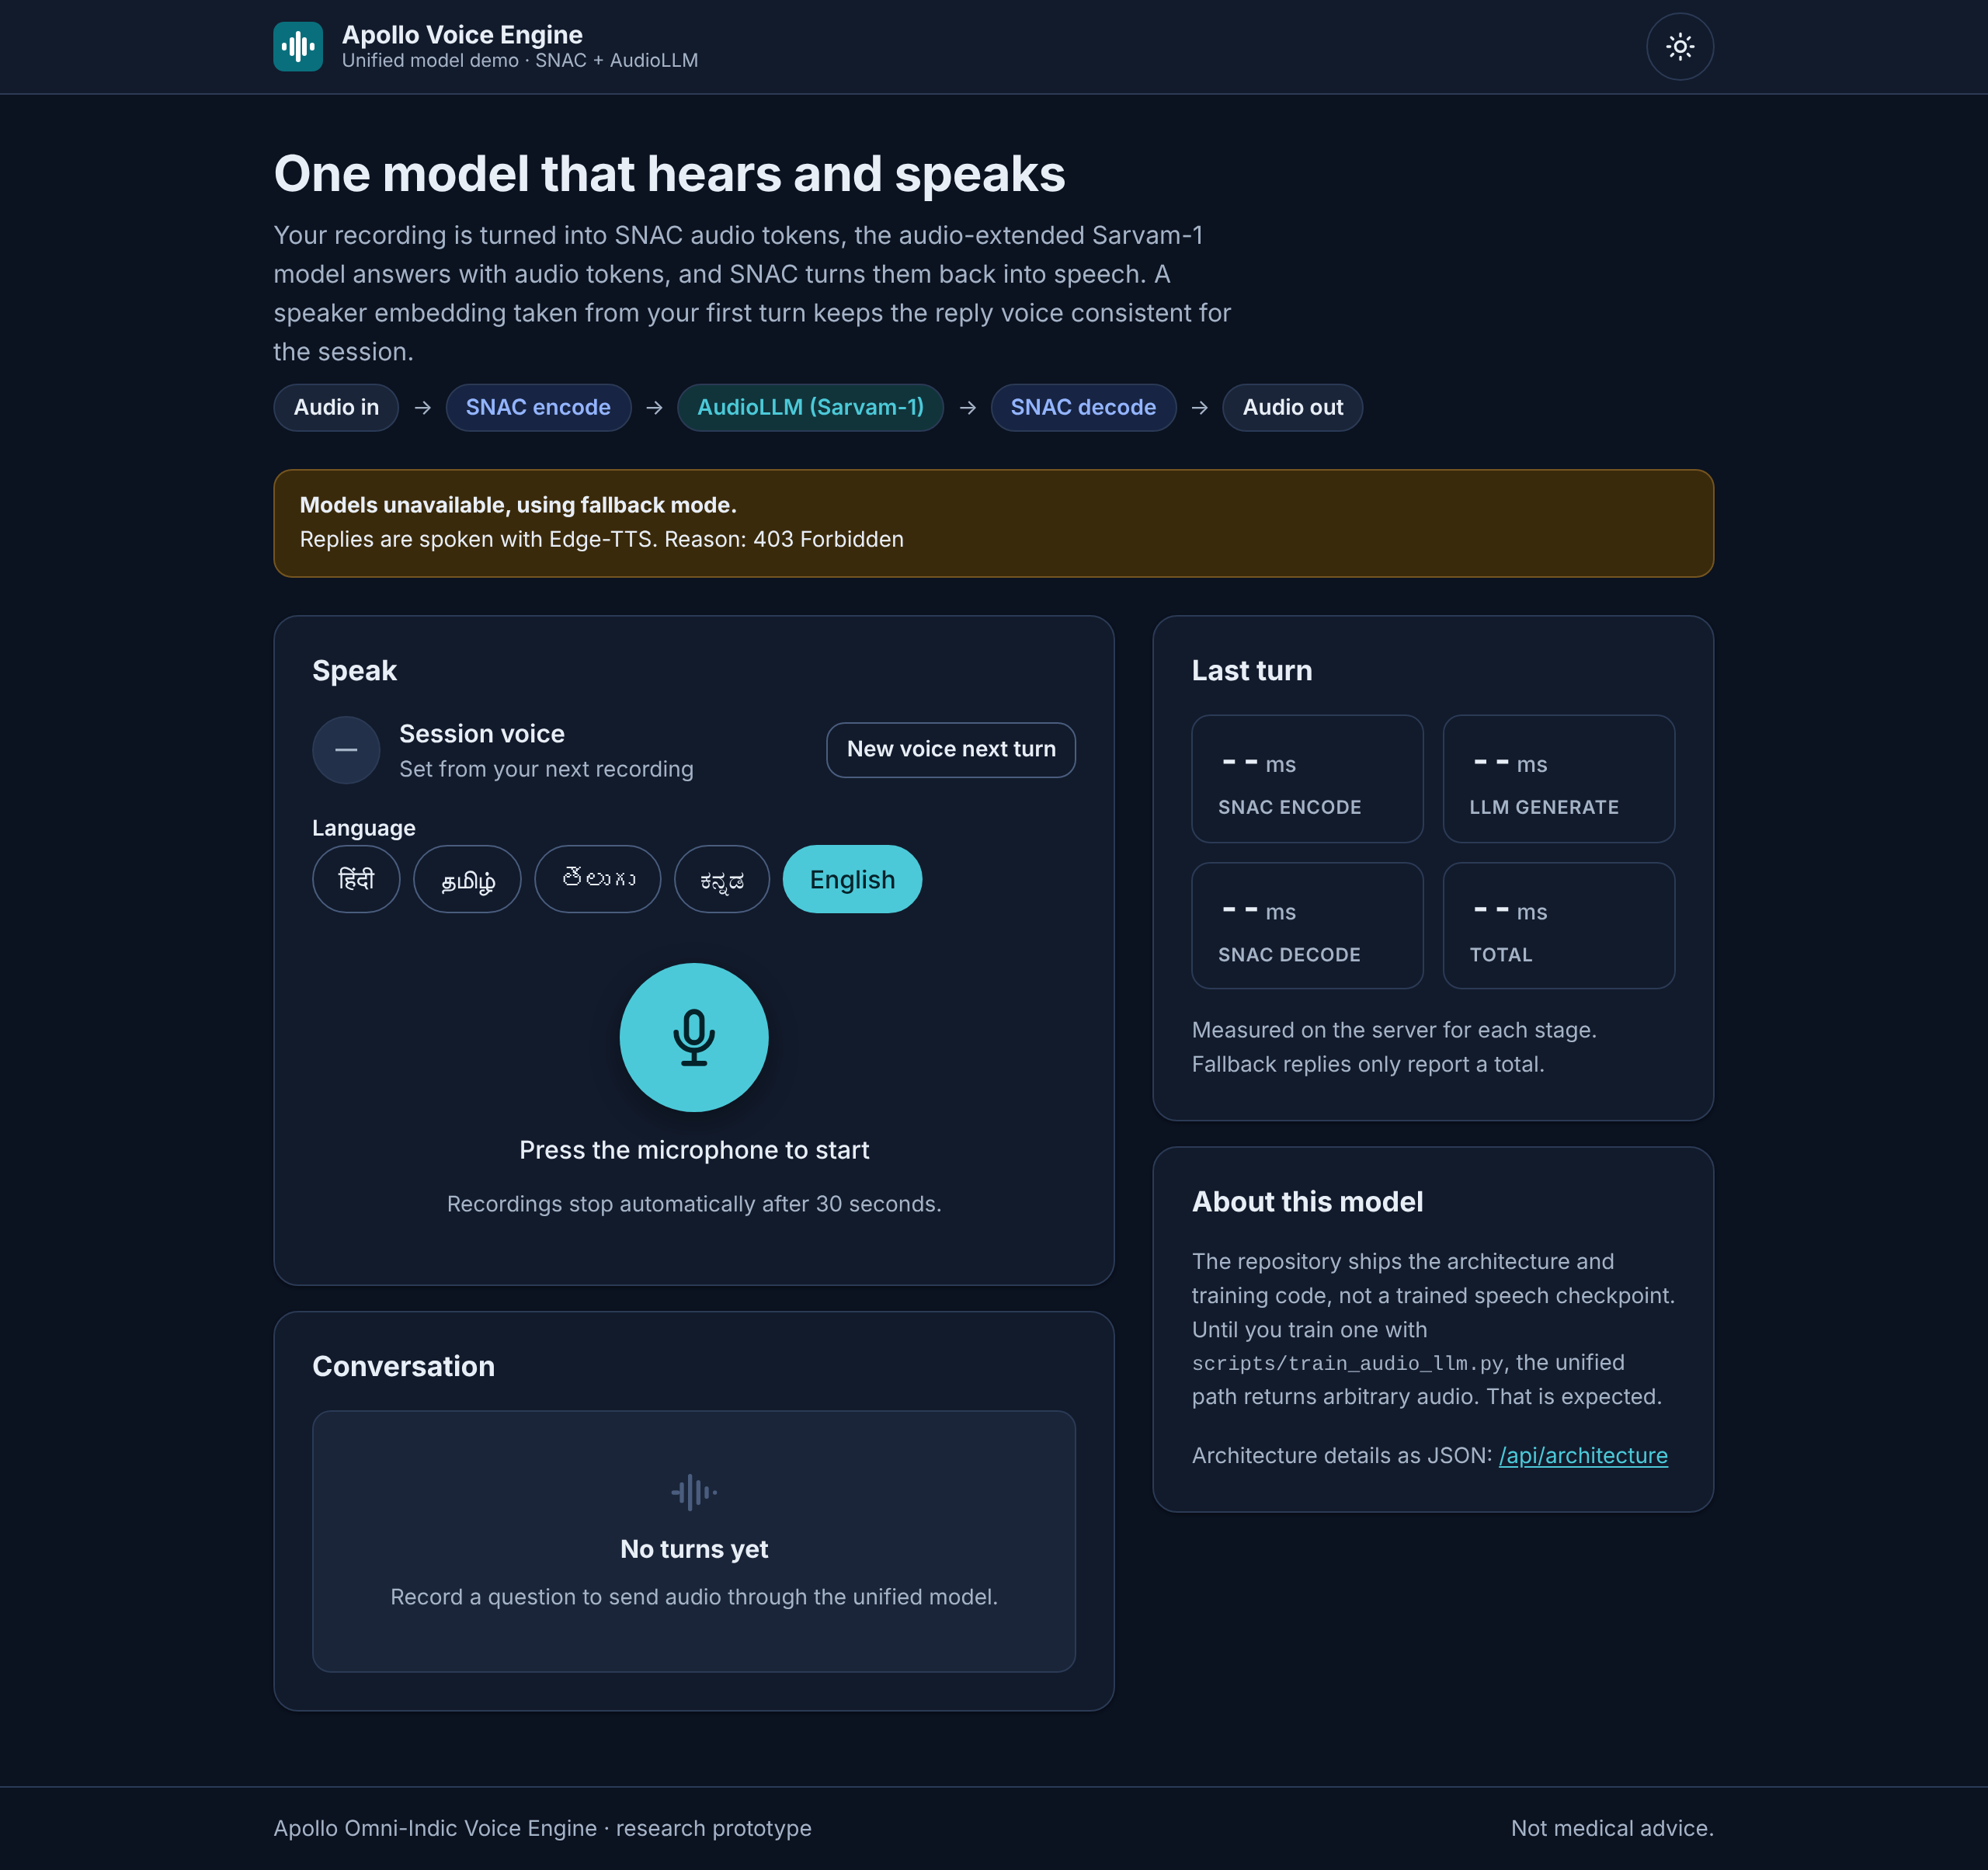 Apollo Voice Engine
Unified model demo · SNAC + AudioLLM
One model that hears and speaks
Your recording is turned into SNAC audio tokens, the audio-extended Sarvam-1
model answers with audio tokens, and SNAC turns them back into speech. A
speaker embedding taken from your first turn keeps the reply voice consistent for
the session.
Audio in → SNAC encode → AudioLLM (Sarvam-1) → SNAC decode → Audio out
Models unavailable, using fallback mode.
Replies are spoken with Edge-TTS. Reason: 403 Forbidden
Speak
Session voice
Set from your next recording
New voice next turn
Language
हिंदी தமிழ் తెలుగు ಕನ್ನಡ English
Press the microphone to start
Recordings stop automatically after 30 seconds.
Conversation
No turns yet
Record a question to send audio through the unified model.
Last turn
-- ms
SNAC ENCODE
-- ms
LLM GENERATE
-- ms
SNAC DECODE
-- ms
TOTAL
Measured on the server for each stage.
Fallback replies only report a total.
About this model
The repository ships the architecture and
training code, not a trained speech checkpoint.
Until you train one with
scripts/train_audio_llm.py, the unified
path returns arbitrary audio. That is expected.
Architecture details as JSON: /api/architecture
Apollo Omni-Indic Voice Engine · research prototype
Not medical advice.